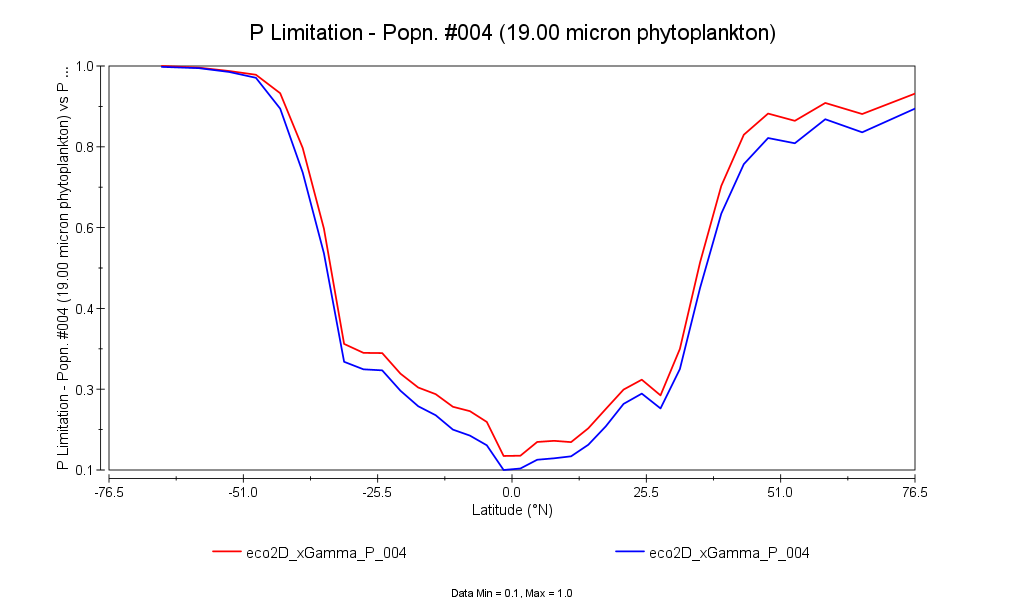 P Limitation - Popn. #004 (19.00 micron phytoplankton)
P Limitation - Popn. #004 (19.00 micron phytoplankton) vs P ...
1.0
0.8
0.6
0.4
0.3
0.1
-76.5 -51.0 -25.5 0.0 25.5 51.0 76.5
Latitude (°N)
eco2D_xGamma_P_004 eco2D_xGamma_P_004
Data Min = 0.1, Max = 1.0